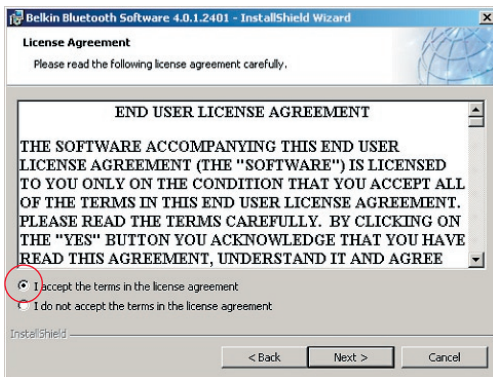 Belkin Bluetooth Software 4.0.1.2401 - InstallShield Wizard
License Agreement
Please read the following license agreement carefully.
END USER LICENSE AGREEMENT
THE SOFTWARE ACCOMPANYING THIS END USER
LICENSE AGREEMENT (THE "SOFTWARE") IS LICENSED
TO YOU ONLY ON THE CONDITION THAT YOU ACCEPT ALL
OF THE TERMS IN THIS END USER LICENSE AGREEMENT.
PLEASE READ THE TERMS CAREFULLY. BY CLICKING ON
THE "YES" BUTTON YOU ACKNOWLEDGE THAT YOU HAVE
READ THIS AGREEMENT, UNDERSTAND IT AND AGREE
I accept the terms in the license agreement
I do not accept the terms in the license agreement
InstallShield
< Back Next > Cancel